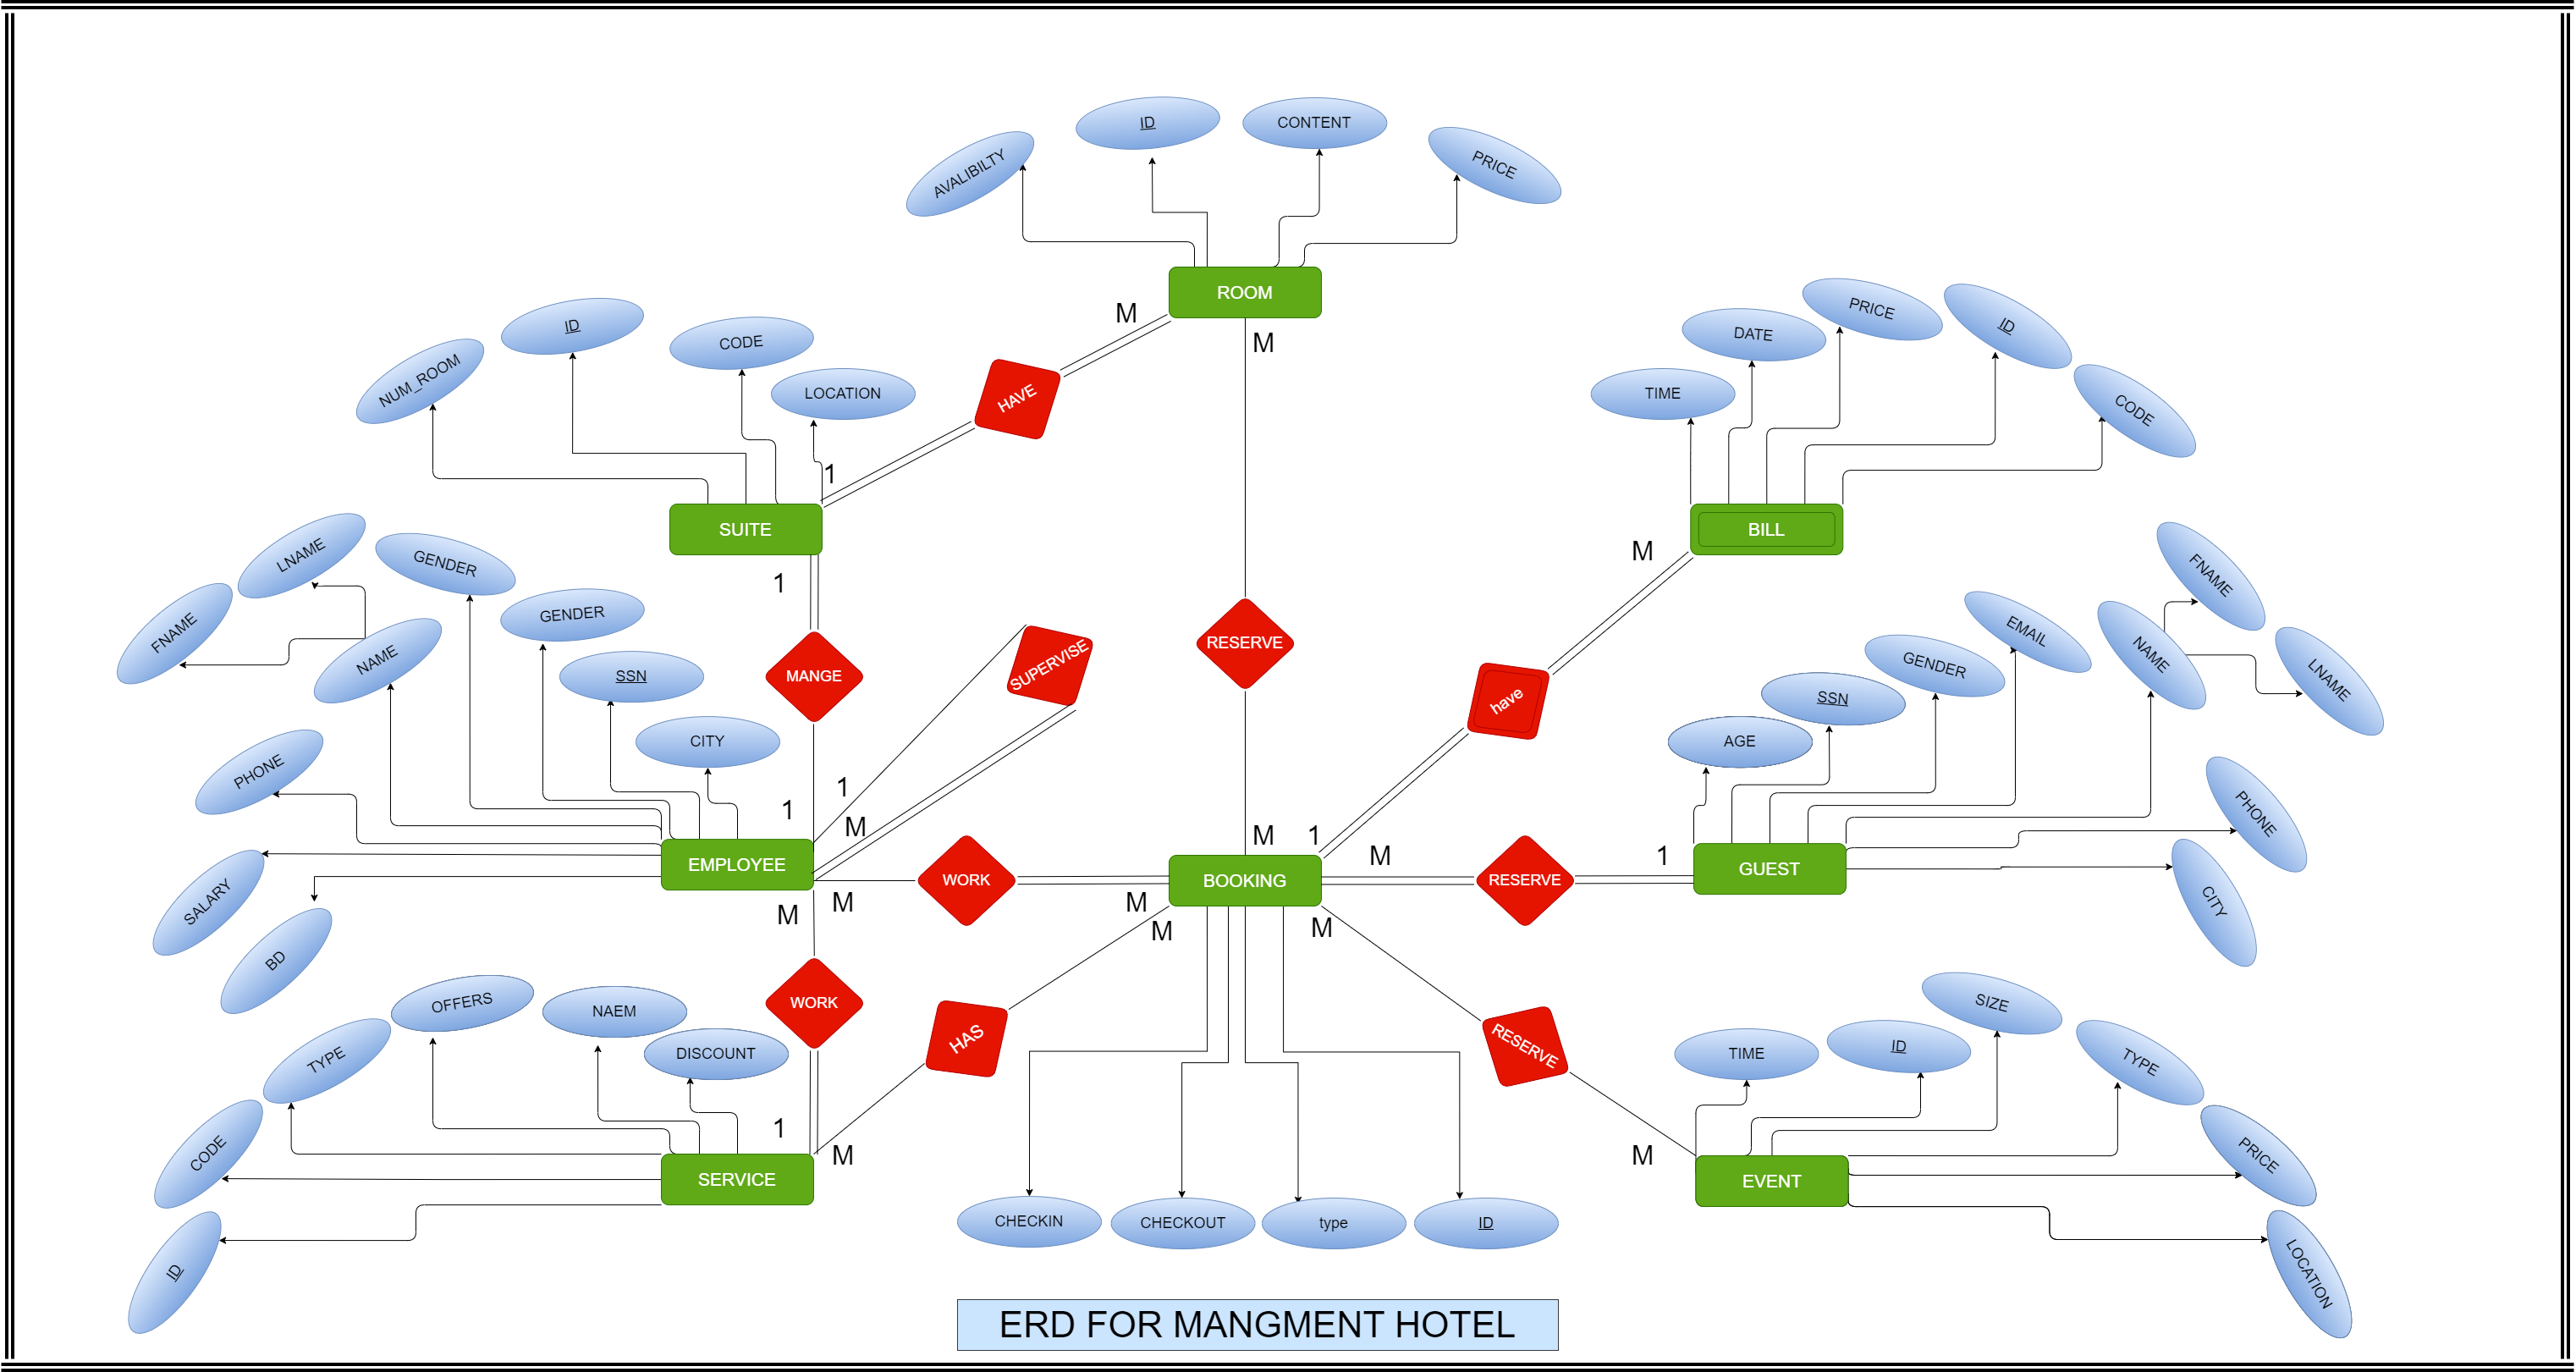 AVALIBILTY
ID
CONTENT
PRICE
ROOM
M
M
HAVE
NUM_ROOM
ID
CODE
LOCATION
1
SUITE
1
TIME
DATE
PRICE
ID
CODE
BILL
M
have
RESERVE
MANGE
SUPERVISE
FNAME
LNAME
NAME
GENDER
GENDER
SSN
CITY
PHONE
SALARY
BD
1
1
M
EMPLOYEE
M
M
WORK
M
M
1
BOOKING
M
M
M
RESERVE
1
GUEST
AGE
SSN
GENDER
EMAIL
NAME
FNAME
LNAME
PHONE
CITY
WORK
HAS
RESERVE
OFFERS
NAEM
DISCOUNT
TYPE
CODE
ID
1
M
SERVICE
CHECKIN
CHECKOUT
type
ID
M
EVENT
TIME
ID
SIZE
TYPE
PRICE
LOCATION
ERD FOR MANGMENT HOTEL